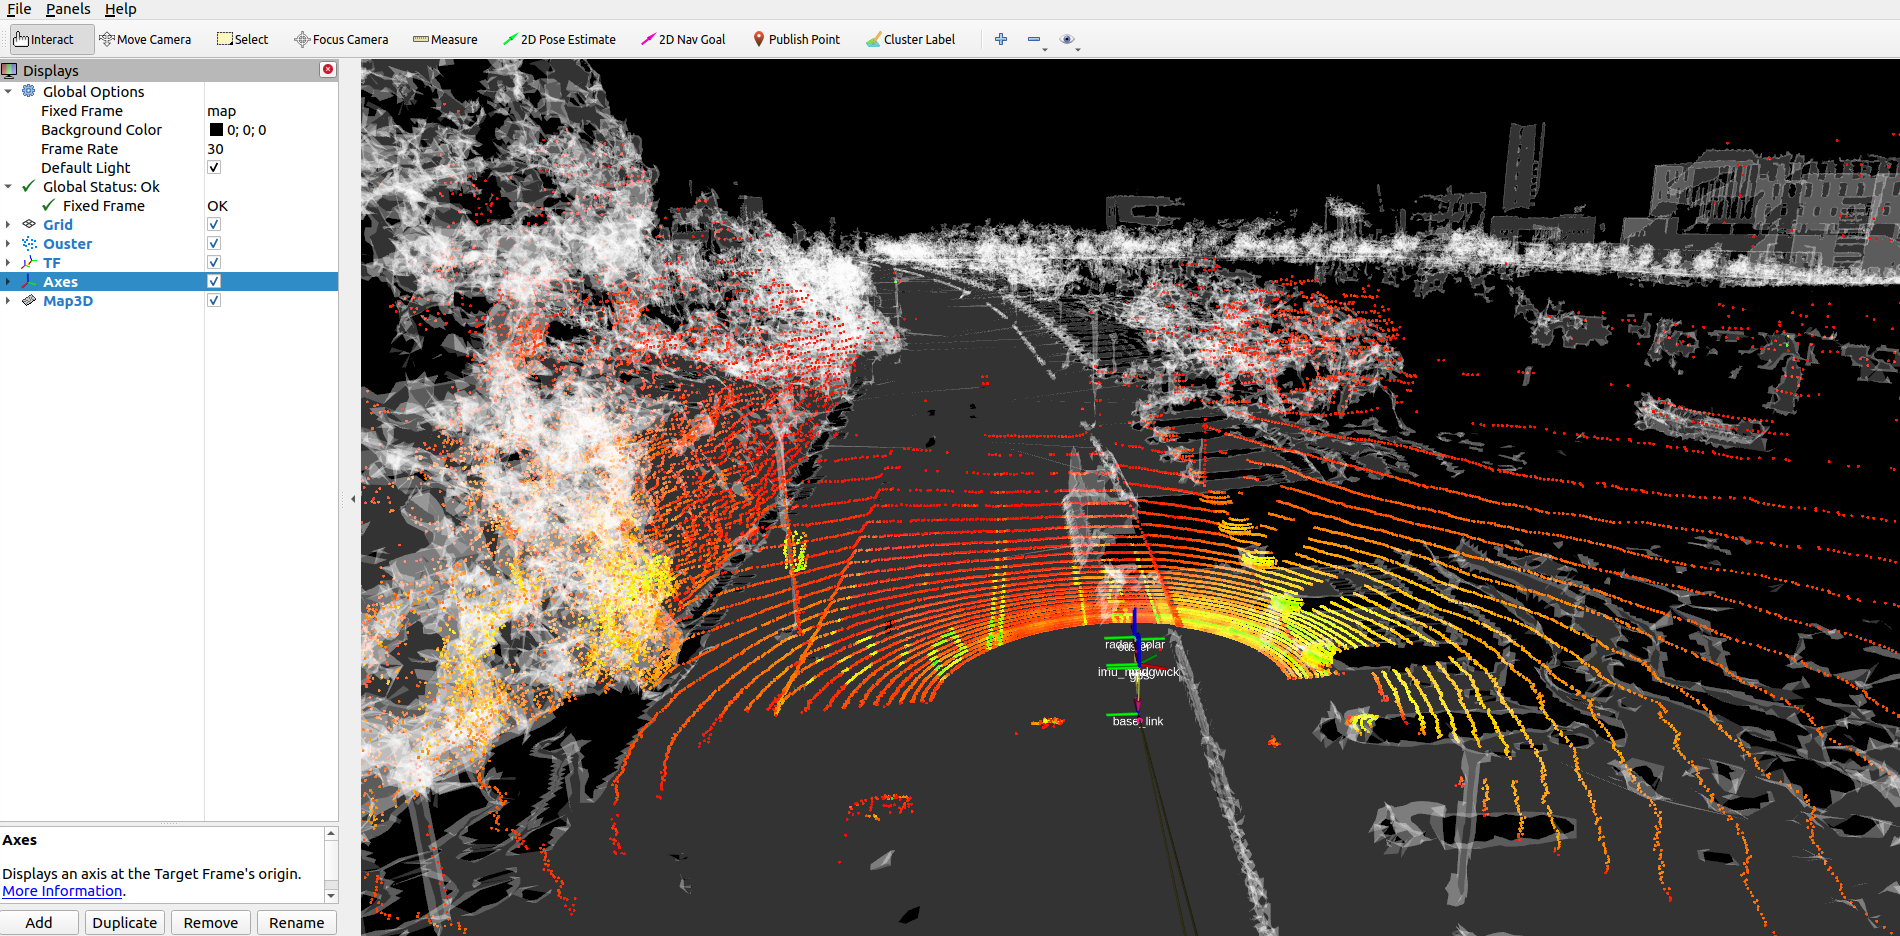 File Panels Help
Interact Move Camera Select Focus Camera Measure 2D Pose Estimate 2D Nav Goal Publish Point Cluster Label
Displays
Global Options
Fixed Frame map
Background Color 0; 0; 0
Frame Rate 30
Default Light
Global Status: Ok
Fixed Frame OK
Grid
Ouster
TF
Axes
Map3D
Axes
Displays an axis at the Target Frame's origin.
More Information.
Add Duplicate Remove Rename
base_link